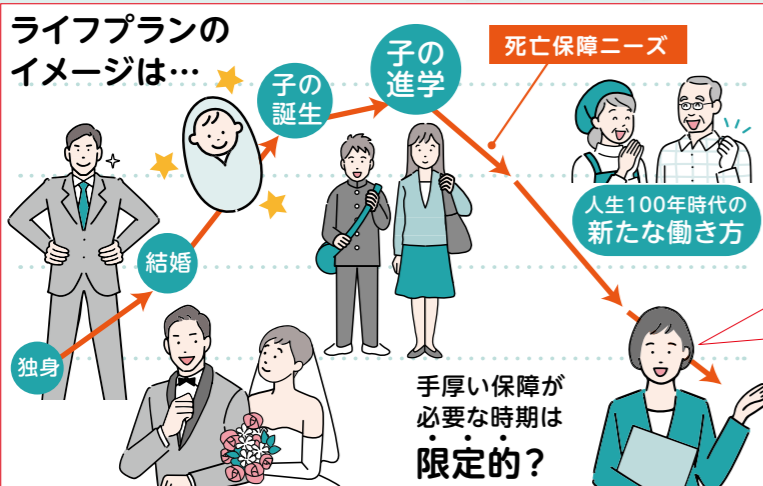 ライフプランの
イメージは…
子の
誕生
子の
進学
死亡保障ニーズ
結婚
独身
人生100年時代の
新たな働き方
手厚い保障が
必要な時期は
限定的？